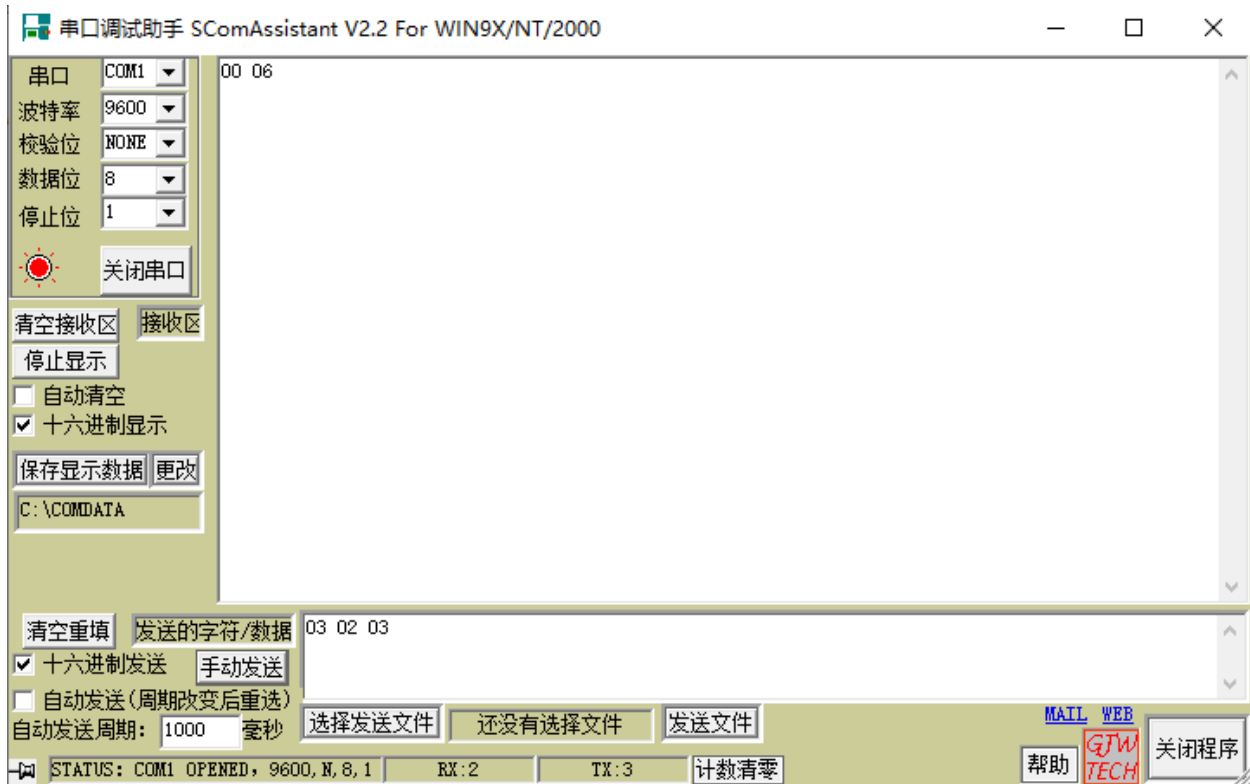 串口调试助手 SComAssistant V2.2 For WIN9X/NT/2000
串口 COM1
波特率 9600
校验位 NONE
数据位 8
停止位 1
关闭串口
清空接收区 接收区
停止显示
自动清空
十六进制显示
保存显示数据 更改
C:\COMDATA
00 06
清空重填 发送的字符/数据 03 02 03
十六进制发送 手动发送
自动发送(周期改变后重选)
自动发送周期: 1000 毫秒 选择发送文件 还没有选择文件 发送文件
MAIL WEB
GJW
TECH
帮助 关闭程序
STATUS: COM1 OPENED, 9600,N,8,1 RX:2 TX:3 计数清零